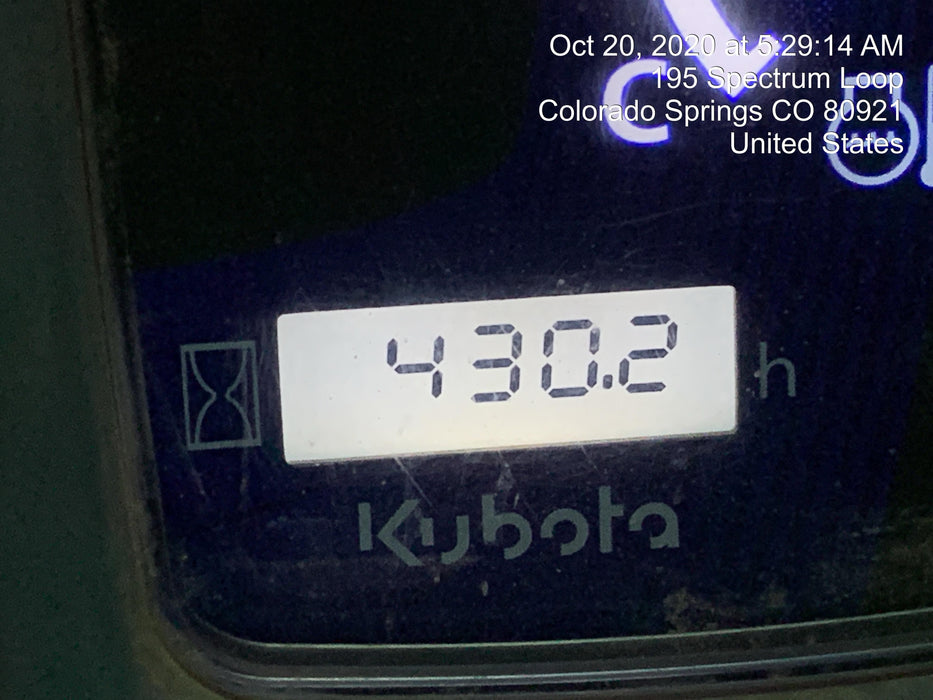 Oct 20, 2020 at 5:29:14 AM
195 Spectrum Loop
Colorado Springs CO 80921
United States
C
430.2 h
Kubota